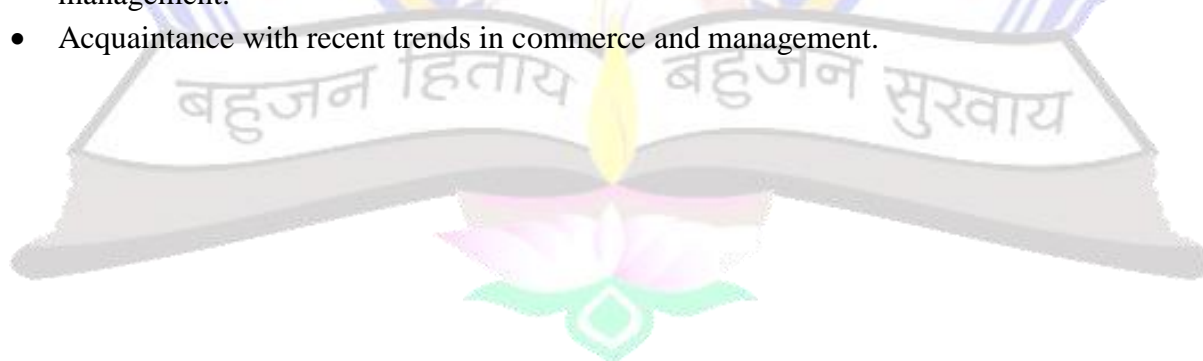 management.
• Acquaintance with recent trends in commerce and management.
बहुजन हिताय बहुजन सुखाय